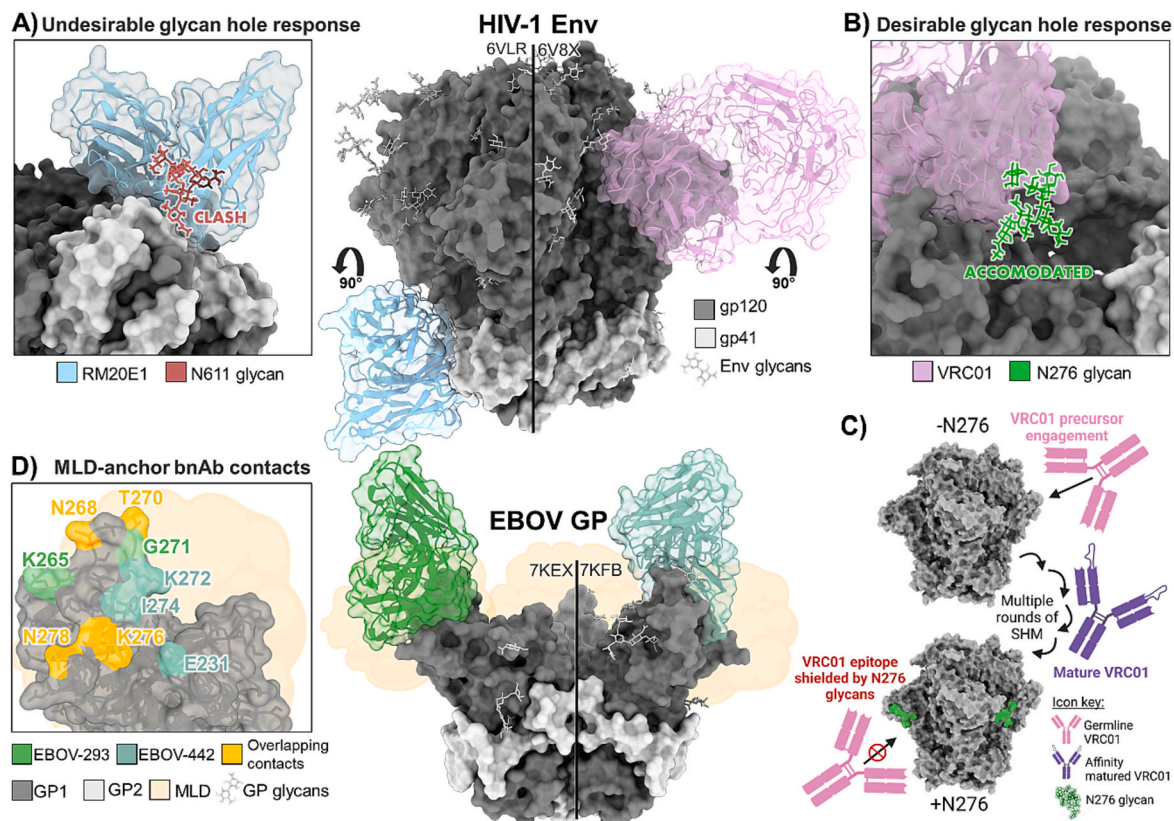 A) Undesirable glycan hole response
CLASH
RM20E1
N611 glycan
HIV-1 Env
6VLR
6V8X
90°
90°
gp120
gp41
Env glycans
B) Desirable glycan hole response
ACCOMODATED
VRC01
N276 glycan
C)
-N276
VRC01 precursor
engagement
Multiple
rounds of
SHM
Mature VRC01
VRC01 epitope
shielded by N276
glycans
+N276
Icon key:
Germline
VRC01
Affinity
matured VRC01
N276 glycan
D) MLD-anchor bnAb contacts
N268
T270
K265
G271
K272
I274
N278
K276
E231
EBOV-293
EBOV-442
Overlapping
contacts
GP1
GP2
MLD
GP glycans
EBOV GP
7KEX
7KFB